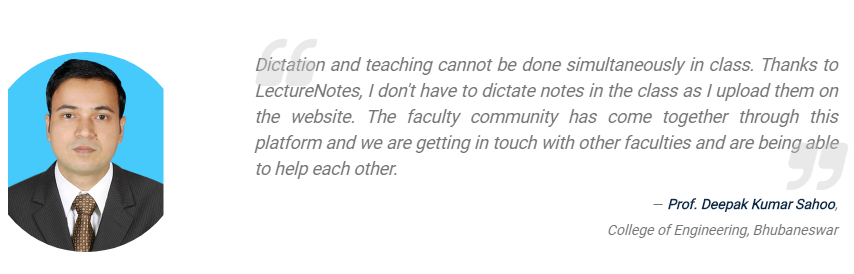 Dictation and teaching cannot be done simultaneously in class. Thanks to
LectureNotes, I don't have to dictate notes in the class as I upload them on
the website. The faculty community has come together through this
platform and we are getting in touch with other faculties and are being able
to help each other.
— Prof. Deepak Kumar Sahoo,
College of Engineering, Bhubaneswar